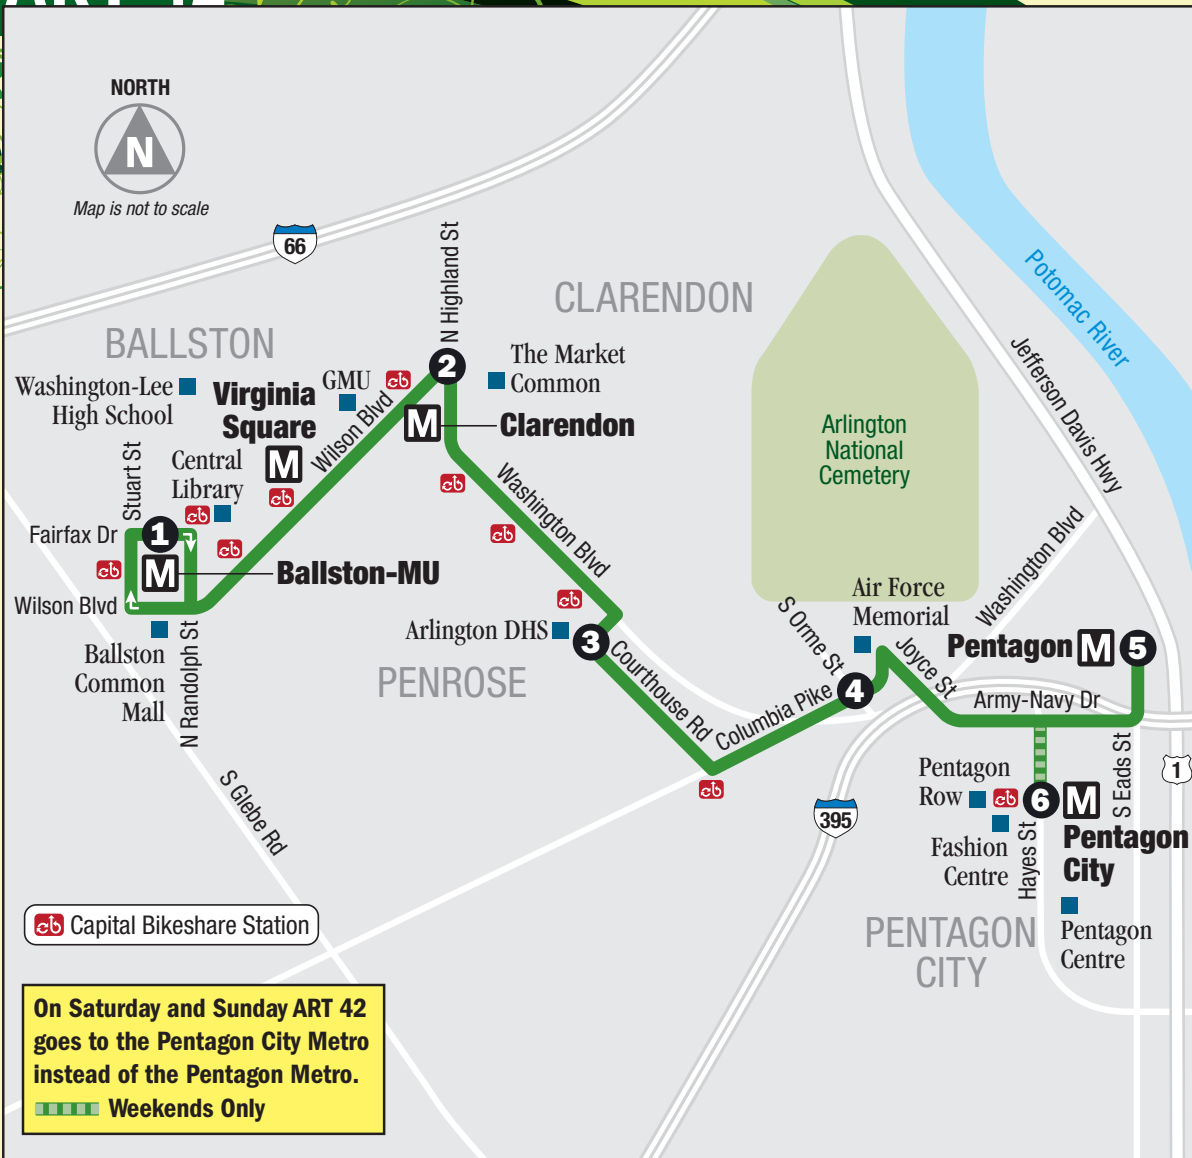 ART 42
NORTH
N
Map is not to scale
66
N Highland St
CLARENDON
BALLSTON
The Market
Common
2
GMU
Washington-Lee
High School
Virginia
Square
M
Wilson Blvd
M
Clarendon
Stuart St
Central
Library
Washington Blvd
Fairfax Dr
1
M
Ballston-MU
Wilson Blvd
Ballston
Common
Mall
N Randolph St
Arlington DHS
3
PENROSE
Courthouse Rd
Columbia Pike
S Glebe Rd
Arlington
National
Cemetery
Potomac River
Jefferson Davis Hwy
Washington Blvd
Air Force
Memorial
S Orme St
4
Joyce St
Pentagon
M
5
Army-Navy Dr
S Eads St
1
395
Pentagon
Row
6
M
Pentagon
City
Fashion
Centre
Hayes St
Pentagon
Centre
PENTAGON
CITY
cb Capital Bikeshare Station
On Saturday and Sunday ART 42
goes to the Pentagon City Metro
instead of the Pentagon Metro.
Weekends Only